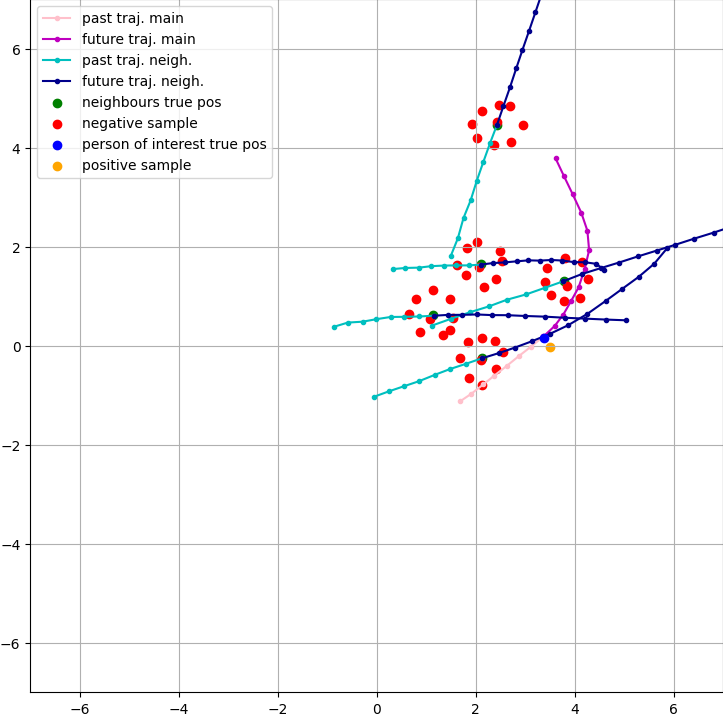 past traj. main
future traj. main
past traj. neigh.
future traj. neigh.
neighbours true pos
negative sample
person of interest true pos
positive sample
6
4
2
0
−2
−4
−6
−6 −4 −2 0 2 4 6